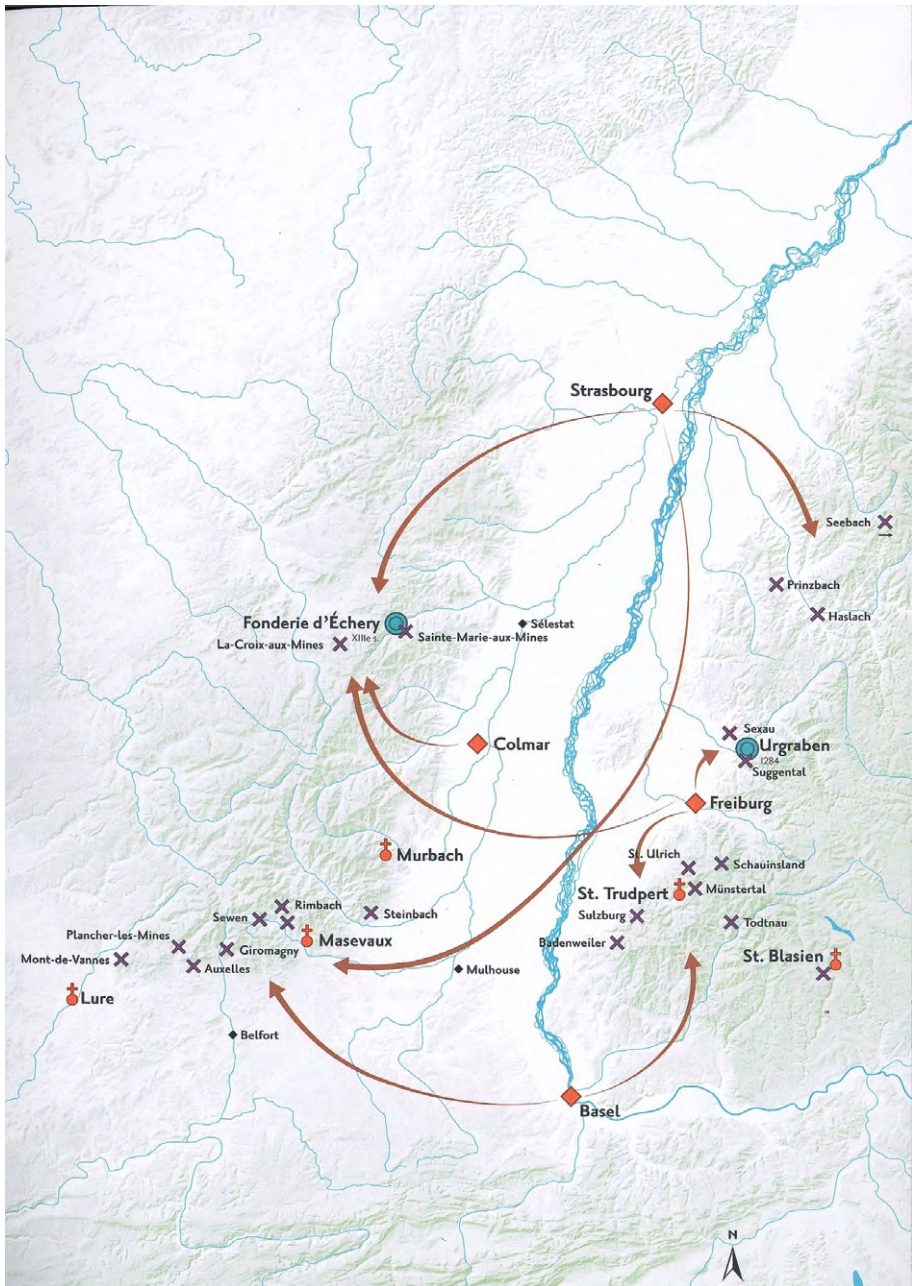 Strasbourg
Seebach
Prinzbach
Haslach
Fonderie d'Échery
XIIIe s.
Sainte-Marie-aux-Mines
La-Croix-aux-Mines
Sélestat
Sexau
Urgraben
1284
Suggental
Colmar
Freiburg
Murbach
St. Ulrich
Schauinsland
St. Trudpert
Münstertal
Sulzburg
Todtnau
Badenweiler
St. Blasien
Rimbach
Sewen
Steinbach
Masevaux
Plancher-les-Mines
Giromagny
Mont-de-Vannes
Auxelles
Mulhouse
Lure
Belfort
Basel
N